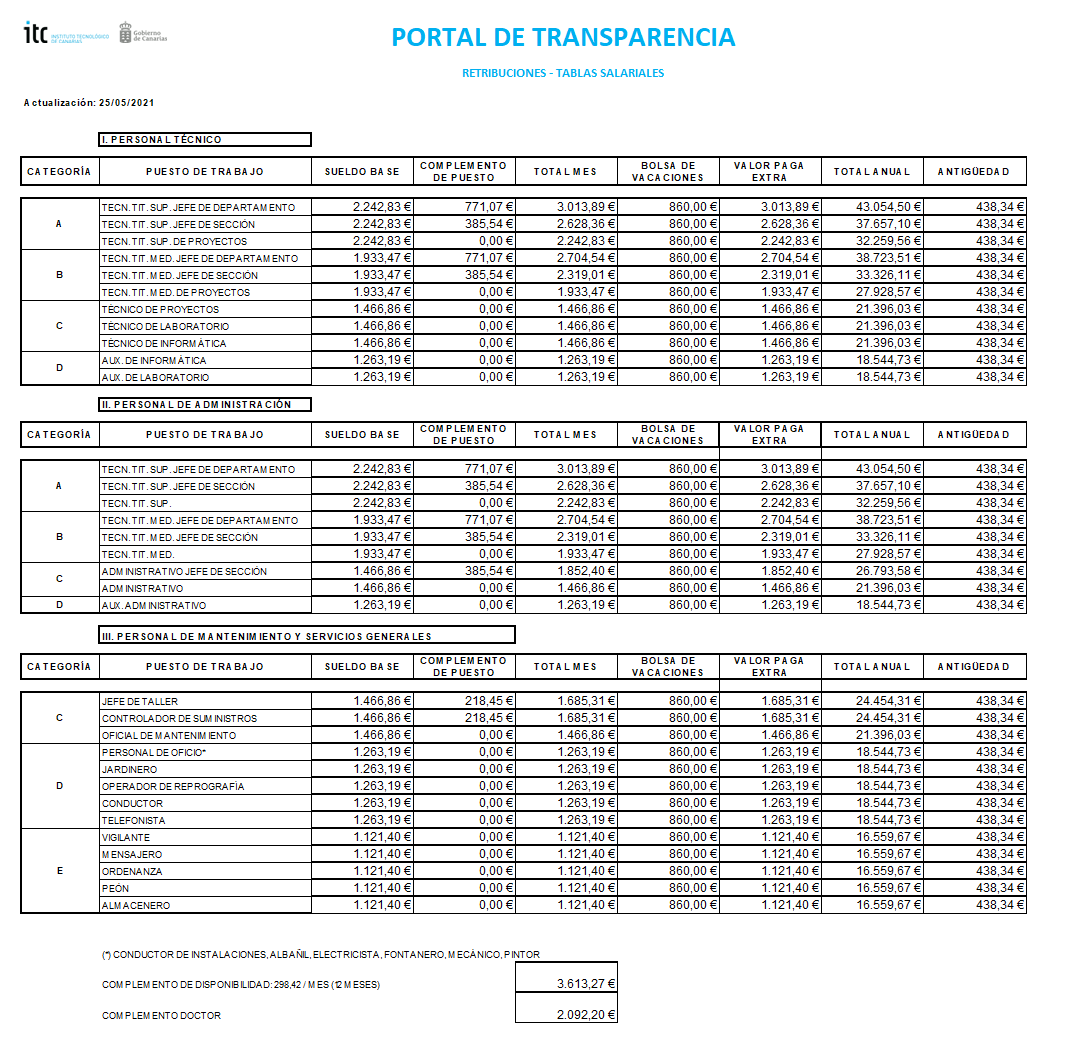 itc INSTITUTO TECNOLÓGICO DE CANARIAS Gobierno de Canarias
PORTAL DE TRANSPARENCIA
RETRIBUCIONES - TABLAS SALARIALES
Actualización: 25/05/2021
I. PERSONAL TÉCNICO
CATEGORÍA PUESTO DE TRABAJO SUELDO BASE COMPLEMENTO DE PUESTO TOTAL MES BOLSA DE VACACIONES VALOR PAGA EXTRA TOTAL ANUAL ANTIGÜEDAD
A TECN. TIT. SUP. JEFE DE DEPARTAMENTO 2.242,83 € 771,07 € 3.013,89 € 860,00 € 3.013,89 € 43.054,50 € 438,34 €
TECN. TIT. SUP. JEFE DE SECCIÓN 2.242,83 € 385,54 € 2.628,36 € 860,00 € 2.628,36 € 37.657,10 € 438,34 €
TECN. TIT. SUP. DE PROYECTOS 2.242,83 € 0,00 € 2.242,83 € 860,00 € 2.242,83 € 32.259,56 € 438,34 €
B TECN. TIT. MED. JEFE DE DEPARTAMENTO 1.933,47 € 771,07 € 2.704,54 € 860,00 € 2.704,54 € 38.723,51 € 438,34 €
TECN. TIT. MED. JEFE DE SECCIÓN 1.933,47 € 385,54 € 2.319,01 € 860,00 € 2.319,01 € 33.326,11 € 438,34 €
TECN. TIT. MED. DE PROYECTOS 1.933,47 € 0,00 € 1.933,47 € 860,00 € 1.933,47 € 27.928,57 € 438,34 €
C TÉCNICO DE PROYECTOS 1.466,86 € 0,00 € 1.466,86 € 860,00 € 1.466,86 € 21.396,03 € 438,34 €
TÉCNICO DE LABORATORIO 1.466,86 € 0,00 € 1.466,86 € 860,00 € 1.466,86 € 21.396,03 € 438,34 €
TÉCNICO DE INFORMÁTICA 1.466,86 € 0,00 € 1.466,86 € 860,00 € 1.466,86 € 21.396,03 € 438,34 €
D AUX. DE INFORMÁTICA 1.263,19 € 0,00 € 1.263,19 € 860,00 € 1.263,19 € 18.544,73 € 438,34 €
AUX. DE LABORATORIO 1.263,19 € 0,00 € 1.263,19 € 860,00 € 1.263,19 € 18.544,73 € 438,34 €
II. PERSONAL DE ADMINISTRACIÓN
CATEGORÍA PUESTO DE TRABAJO SUELDO BASE COMPLEMENTO DE PUESTO TOTAL MES BOLSA DE VACACIONES VALOR PAGA EXTRA TOTAL ANUAL ANTIGÜEDAD
A TECN. TIT. SUP. JEFE DE DEPARTAMENTO 2.242,83 € 771,07 € 3.013,89 € 860,00 € 3.013,89 € 43.054,50 € 438,34 €
TECN. TIT. SUP. JEFE DE SECCIÓN 2.242,83 € 385,54 € 2.628,36 € 860,00 € 2.628,36 € 37.657,10 € 438,34 €
TECN. TIT. SUP. 2.242,83 € 0,00 € 2.242,83 € 860,00 € 2.242,83 € 32.259,56 € 438,34 €
B TECN. TIT. MED. JEFE DE DEPARTAMENTO 1.933,47 € 771,07 € 2.704,54 € 860,00 € 2.704,54 € 38.723,51 € 438,34 €
TECN. TIT. MED. JEFE DE SECCIÓN 1.933,47 € 385,54 € 2.319,01 € 860,00 € 2.319,01 € 33.326,11 € 438,34 €
TECN. TIT. MED. 1.933,47 € 0,00 € 1.933,47 € 860,00 € 1.933,47 € 27.928,57 € 438,34 €
C ADMINISTRATIVO JEFE DE SECCIÓN 1.466,86 € 385,54 € 1.852,40 € 860,00 € 1.852,40 € 26.793,58 € 438,34 €
ADMINISTRATIVO 1.466,86 € 0,00 € 1.466,86 € 860,00 € 1.466,86 € 21.396,03 € 438,34 €
D AUX. ADMINISTRATIVO 1.263,19 € 0,00 € 1.263,19 € 860,00 € 1.263,19 € 18.544,73 € 438,34 €
III. PERSONAL DE MANTENIMIENTO Y SERVICIOS GENERALES
CATEGORÍA PUESTO DE TRABAJO SUELDO BASE COMPLEMENTO DE PUESTO TOTAL MES BOLSA DE VACACIONES VALOR PAGA EXTRA TOTAL ANUAL ANTIGÜEDAD
C JEFE DE TALLER 1.466,86 € 218,45 € 1.685,31 € 860,00 € 1.685,31 € 24.454,31 € 438,34 €
CONTROLADOR DE SUMINISTROS 1.466,86 € 218,45 € 1.685,31 € 860,00 € 1.685,31 € 24.454,31 € 438,34 €
OFICIAL DE MANTENIMIENTO 1.466,86 € 0,00 € 1.466,86 € 860,00 € 1.466,86 € 21.396,03 € 438,34 €
D PERSONAL DE OFICIO* 1.263,19 € 0,00 € 1.263,19 € 860,00 € 1.263,19 € 18.544,73 € 438,34 €
JARDINERO 1.263,19 € 0,00 € 1.263,19 € 860,00 € 1.263,19 € 18.544,73 € 438,34 €
OPERADOR DE REPROGRAFÍA 1.263,19 € 0,00 € 1.263,19 € 860,00 € 1.263,19 € 18.544,73 € 438,34 €
CONDUCTOR 1.263,19 € 0,00 € 1.263,19 € 860,00 € 1.263,19 € 18.544,73 € 438,34 €
TELEFONISTA 1.263,19 € 0,00 € 1.263,19 € 860,00 € 1.263,19 € 18.544,73 € 438,34 €
E VIGILANTE 1.121,40 € 0,00 € 1.121,40 € 860,00 € 1.121,40 € 16.559,67 € 438,34 €
MENSAJERO 1.121,40 € 0,00 € 1.121,40 € 860,00 € 1.121,40 € 16.559,67 € 438,34 €
ORDENANZA 1.121,40 € 0,00 € 1.121,40 € 860,00 € 1.121,40 € 16.559,67 € 438,34 €
PEÓN 1.121,40 € 0,00 € 1.121,40 € 860,00 € 1.121,40 € 16.559,67 € 438,34 €
ALMACENERO 1.121,40 € 0,00 € 1.121,40 € 860,00 € 1.121,40 € 16.559,67 € 438,34 €
(*) CONDUCTOR DE INSTALACIONES, ALBAÑIL, ELECTRICISTA, FONTANERO, MECÁNICO, PINTOR
COMPLEMENTO DE DISPONIBILIDAD: 298,42 / MES (12 MESES) 3.613,27 €
COMPLEMENTO DOCTOR 2.092,20 €